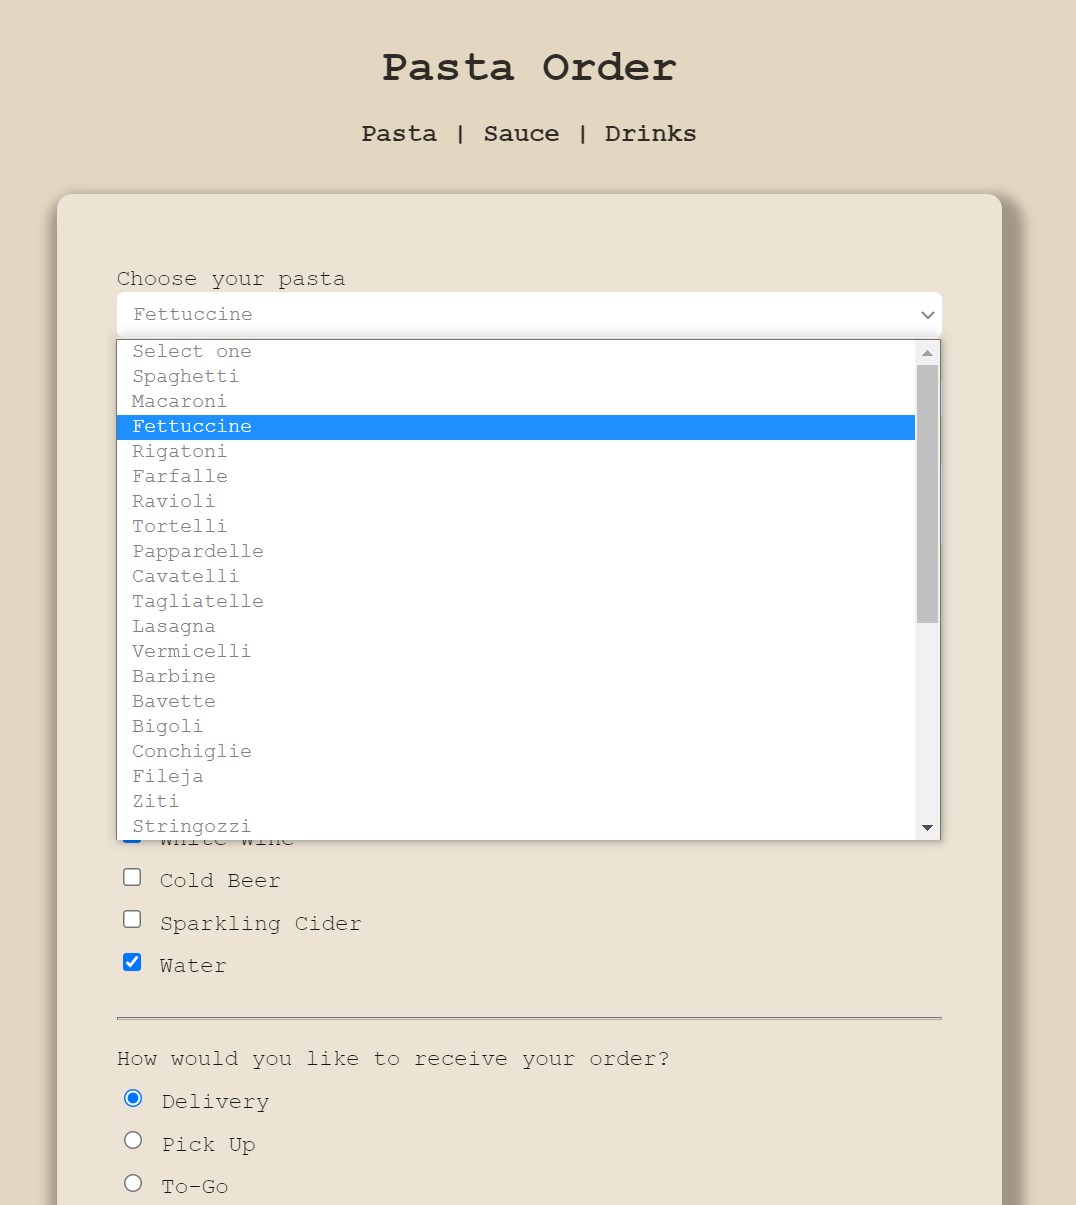 Pasta Order
Pasta | Sauce | Drinks
Choose your pasta
Fettuccine
Select one
Spaghetti
Macaroni
Fettuccine
Rigatoni
Farfalle
Ravioli
Tortelli
Pappardelle
Cavatelli
Tagliatelle
Lasagna
Vermicelli
Barbine
Bavette
Bigoli
Conchiglie
Fileja
Ziti
Stringozzi
White Wine
Cold Beer
Sparkling Cider
Water
How would you like to receive your order?
Delivery
Pick Up
To-Go